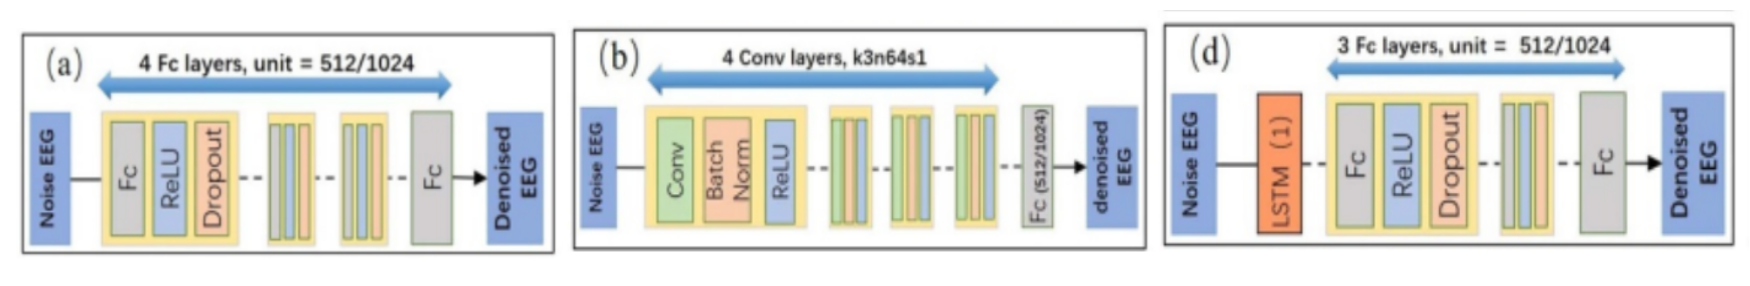 (a)
4 Fc layers, unit = 512/1024
Noise EEG
Fc
ReLU
Dropout
Fc
Denoised
EEG
(b)
4 Conv layers, k3n64s1
Noise EEG
Conv
Batch
Norm
ReLU
Fc (512/1024)
denoised
EEG
(d)
3 Fc layers, unit = 512/1024
Noise EEG
LSTM (1)
Fc
ReLU
Dropout
Fc
Denoised
EEG